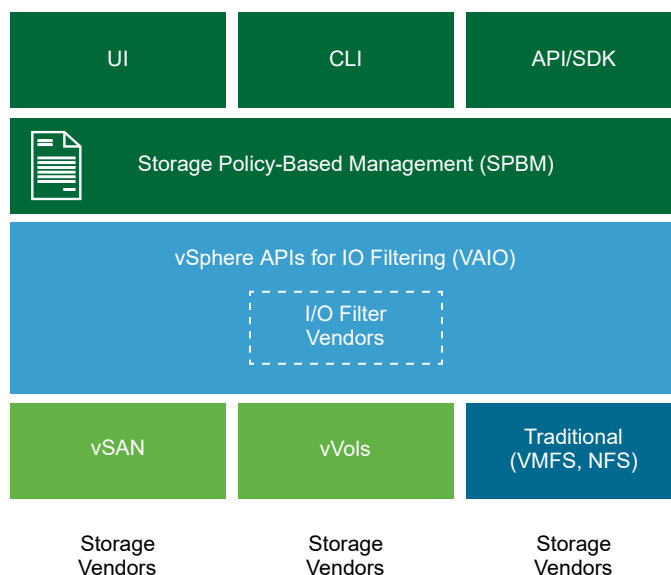 UI
CLI
API/SDK
Storage Policy-Based Management (SPBM)
vSphere APIs for IO Filtering (VAIO)
I/O Filter
Vendors
vSAN
vVols
Traditional
(VMFS, NFS)
Storage
Vendors
Storage
Vendors
Storage
Vendors